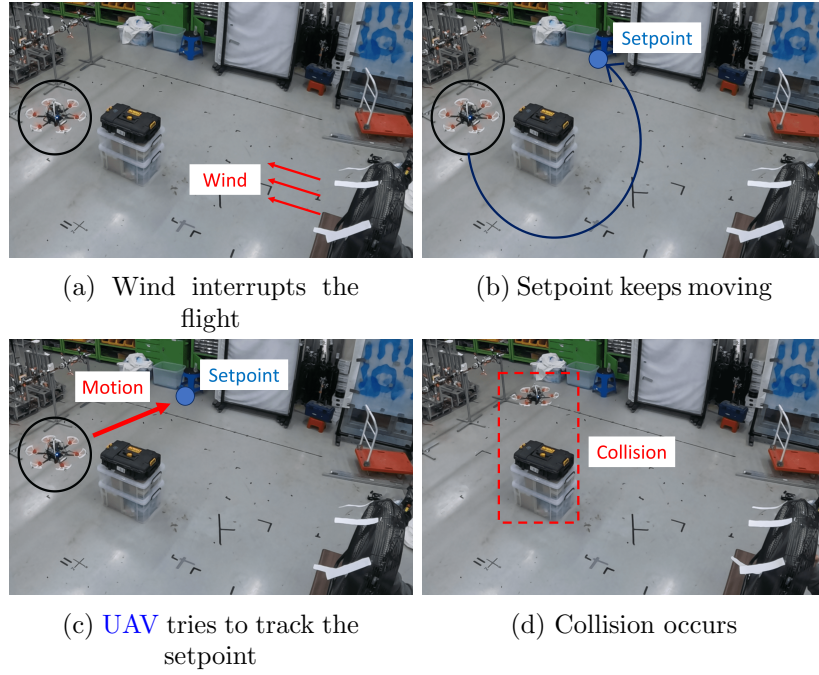 Wind
(a) Wind interrupts the
flight
Setpoint
(b) Setpoint keeps moving
Motion
Setpoint
(c) UAV tries to track the
setpoint
Collision
(d) Collision occurs